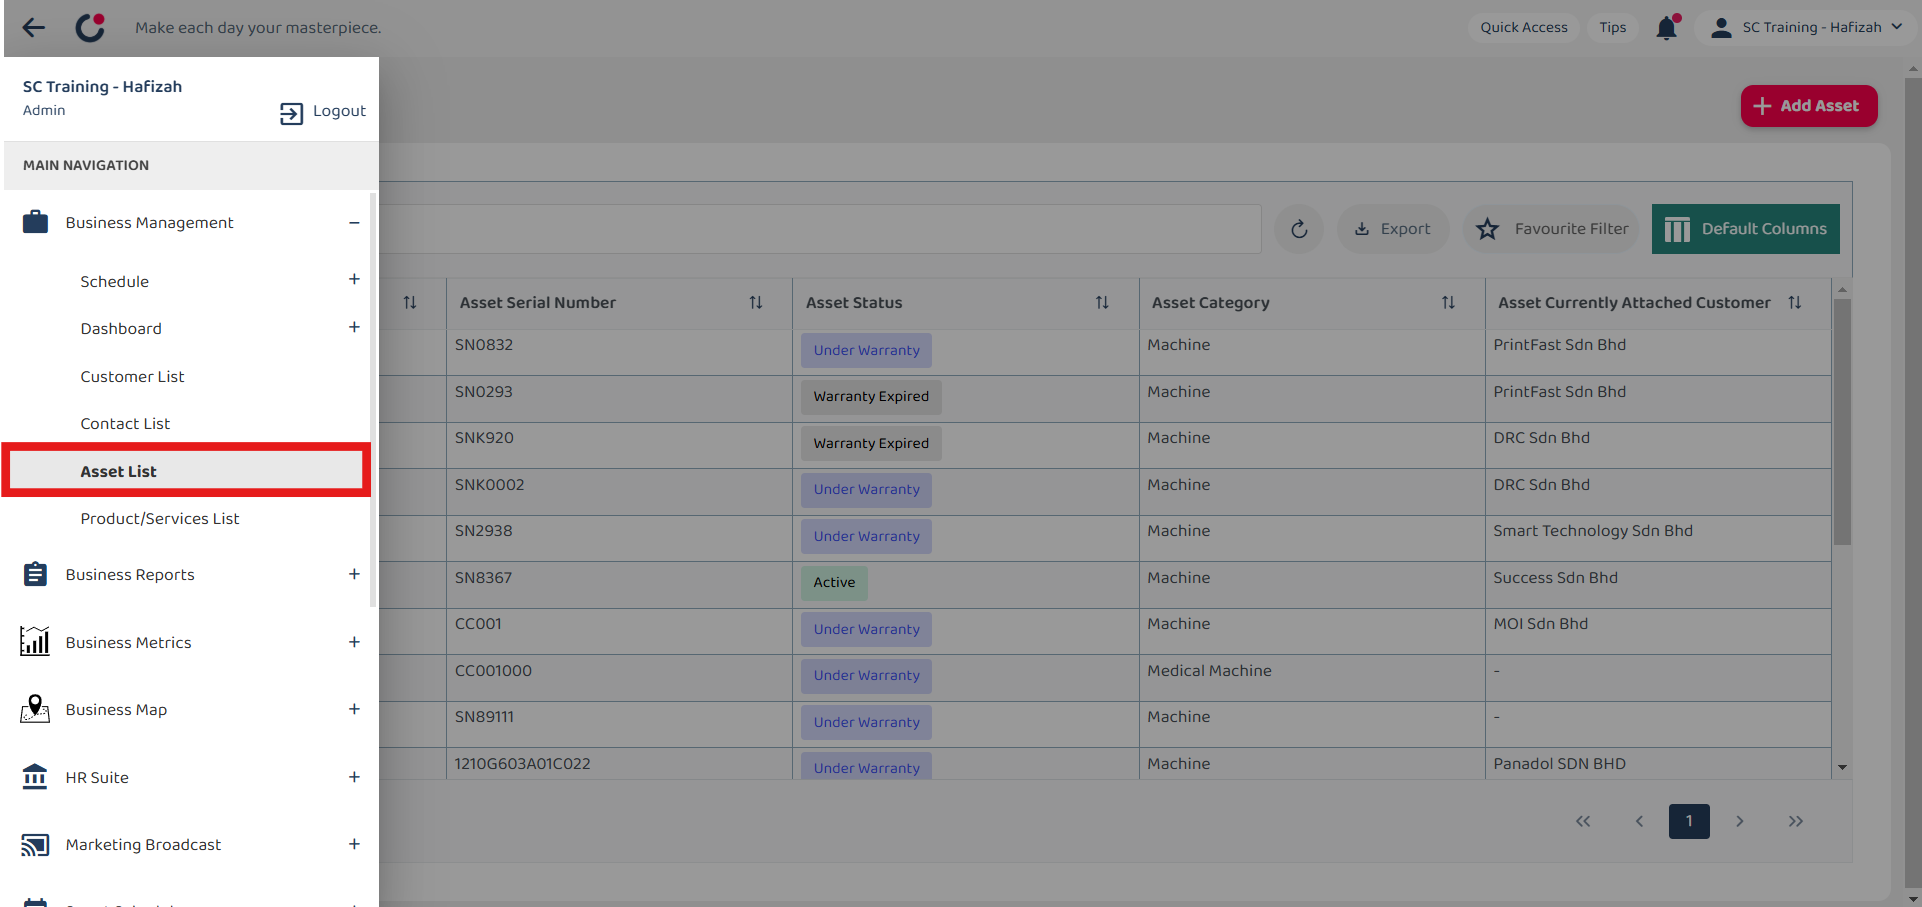 Make each day your masterpiece.
Quick Access
Tips
SC Training - Hafizah
SC Training - Hafizah
Admin
Logout
Add Asset
MAIN NAVIGATION
Business Management
Schedule
Dashboard
Customer List
Contact List
Asset List
Product/Services List
Business Reports
Business Metrics
Business Map
HR Suite
Marketing Broadcast
Export
Favourite Filter
Default Columns
Asset Serial Number Asset Status Asset Category Asset Currently Attached Customer
SN0832 Under Warranty Machine PrintFast Sdn Bhd
SN0293 Warranty Expired Machine PrintFast Sdn Bhd
SNK920 Warranty Expired Machine DRC Sdn Bhd
SNK0002 Under Warranty Machine DRC Sdn Bhd
SN2938 Under Warranty Machine Smart Technology Sdn Bhd
SN8367 Active Machine Success Sdn Bhd
CC001 Under Warranty Machine MOI Sdn Bhd
CC001000 Under Warranty Medical Machine -
SN89111 Under Warranty Machine -
1210G603A01C022 Under Warranty Machine Panadol SDN BHD
1